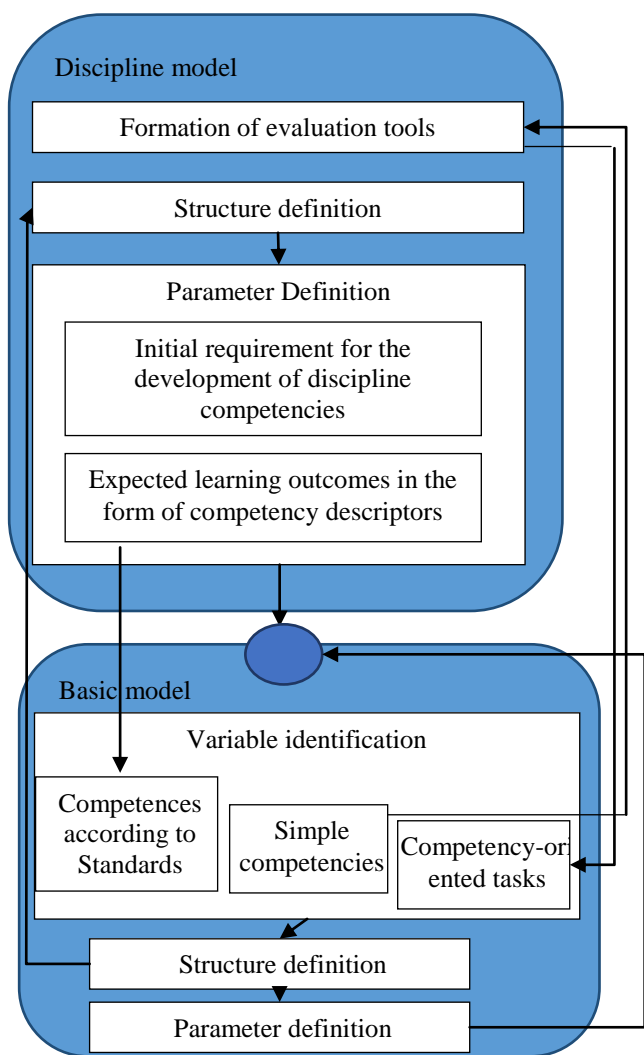 Discipline model
Formation of evaluation tools
Structure definition
Parameter Definition
Initial requirement for the
development of discipline
competencies
Expected learning outcomes in the
form of competency descriptors
Basic model
Variable identification
Competences
according to
Standards
Simple
competencies
Competency-ori
ented tasks
Structure definition
Parameter definition